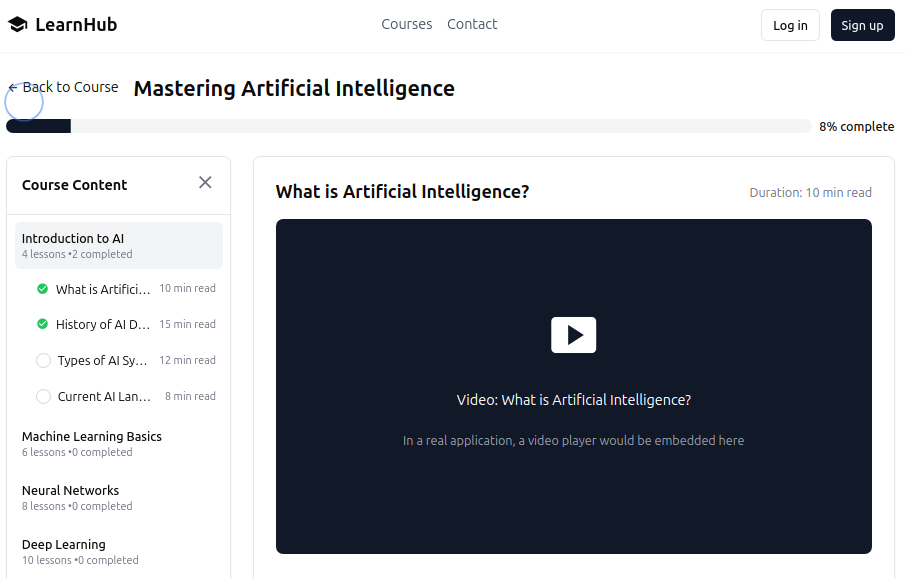 LearnHub
Courses Contact
Log in
Sign up
← Back to Course
Mastering Artificial Intelligence
8% complete
Course Content
Introduction to AI
4 lessons •2 completed
What is Artifici... 10 min read
History of AI D... 15 min read
Types of AI Sy... 12 min read
Current AI Lan... 8 min read
Machine Learning Basics
6 lessons •0 completed
Neural Networks
8 lessons •0 completed
Deep Learning
10 lessons •0 completed
What is Artificial Intelligence?
Duration: 10 min read
Video: What is Artificial Intelligence?
In a real application, a video player would be embedded here